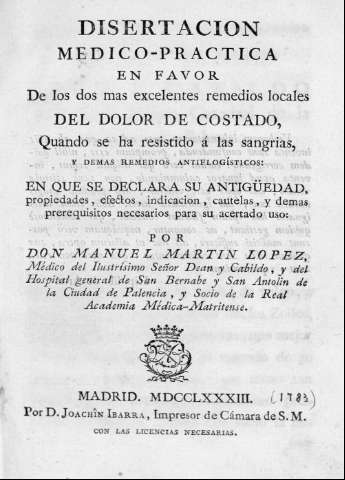 DISERTACION
MEDICO-PRACTICA
EN FAVOR
De los dos mas excelentes remedios locales
DEL DOLOR DE COSTADO,
Quando se ha resistido á las sangrias,
Y DEMAS REMEDIOS ANTIFLOGÍSTICOS:
EN QUE SE DECLARA SU ANTIGÜEDAD,
propiedades, efectos, indicacion, cautelas, y demas
prerequisitos necesarios para su acertado uso:
POR
DON MANUEL MARTIN LOPEZ,
Médico del Ilustrísimo Señor Dean y Cabildo, y del
Hospital general de San Bernabe y San Antolin de
la Ciudad de Palencia, y Socio de la Real
Academia Médica-Matritense.
MADRID. MDCCLXXXIII. (1783)
Por D. JOACHÎN IBARRA, Impresor de Cámara de S. M.
CON LAS LICENCIAS NECESARIAS.